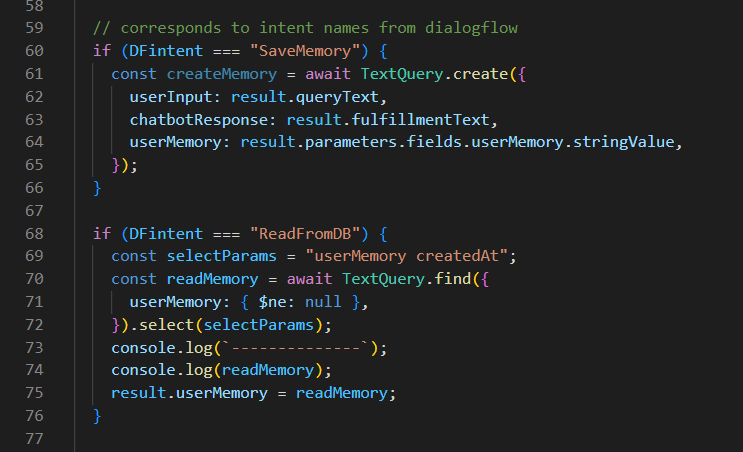 58
59 // corresponds to intent names from dialogflow
60 if (DFintent === "SaveMemory") {
61 const createMemory = await TextQuery.create({
62 userInput: result.queryText,
63 chatbotResponse: result.fulfillmentText,
64 userMemory: result.parameters.fields.userMemory.stringValue,
65 });
66 }
67
68 if (DFintent === "ReadFromDB") {
69 const selectParams = "userMemory createdAt";
70 const readMemory = await TextQuery.find({
71 userMemory: { $ne: null },
72 }).select(selectParams);
73 console.log(`--------------`);
74 console.log(readMemory);
75 result.userMemory = readMemory;
76 }
77